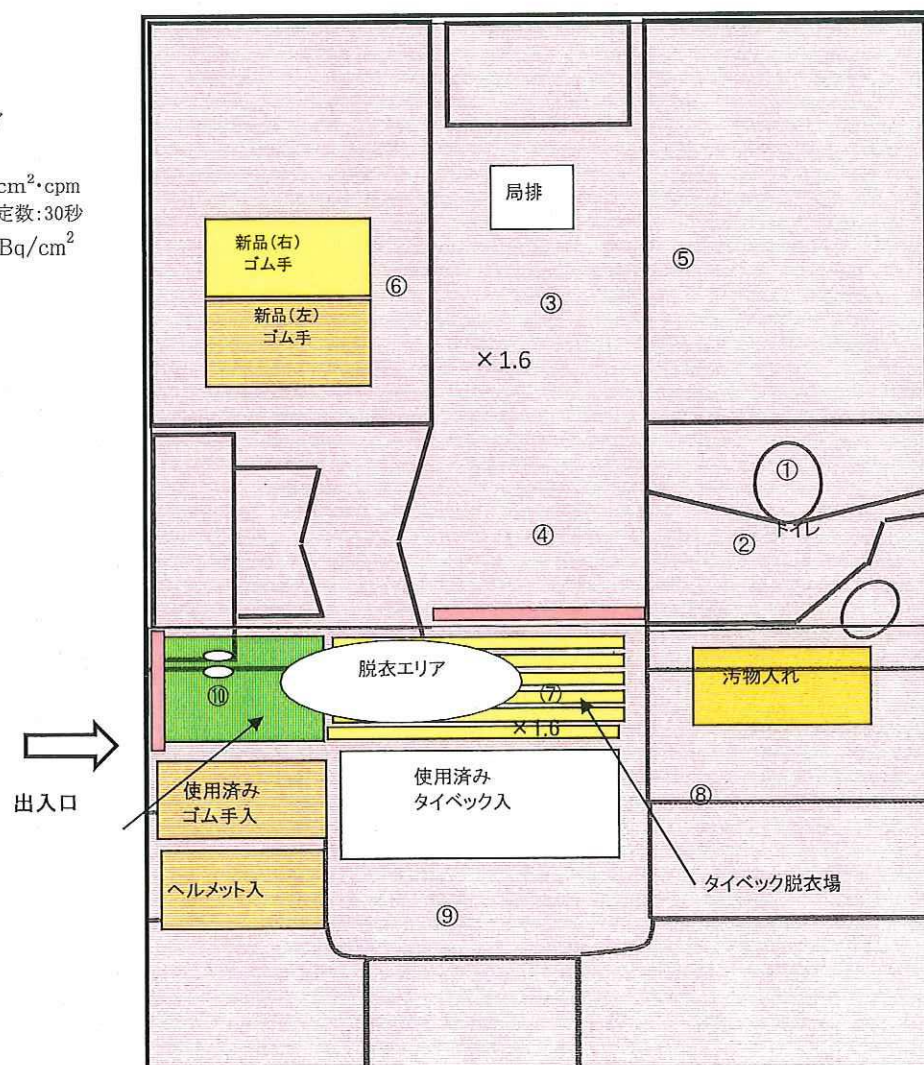 cm²・cpm
定数:30秒
Bq/cm²
局排
新品(右)
ゴム手
⑥
⑤
新品(左)
ゴム手
③
×1.6
①
トイレ
④
②
脱衣エリア
⑩
⑦
×1.6
汚物入れ
出入口
使用済み
ゴム手入
使用済み
タイベック入
⑧
ヘルメット入
タイベック脱衣場
⑨